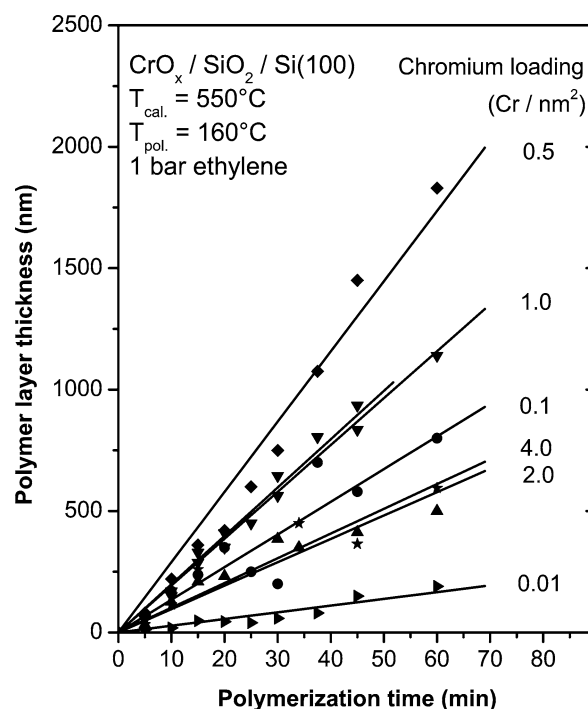 2500
2000
1500
1000
500
0
Polymer layer thickness (nm)
CrOx / SiO2 / Si(100)
Tcal. = 550°C
Tpol. = 160°C
1 bar ethylene
Chromium loading
(Cr / nm2)
0.5
1.0
0.1
4.0
2.0
0.01
0 10 20 30 40 50 60 70 80
Polymerization time (min)